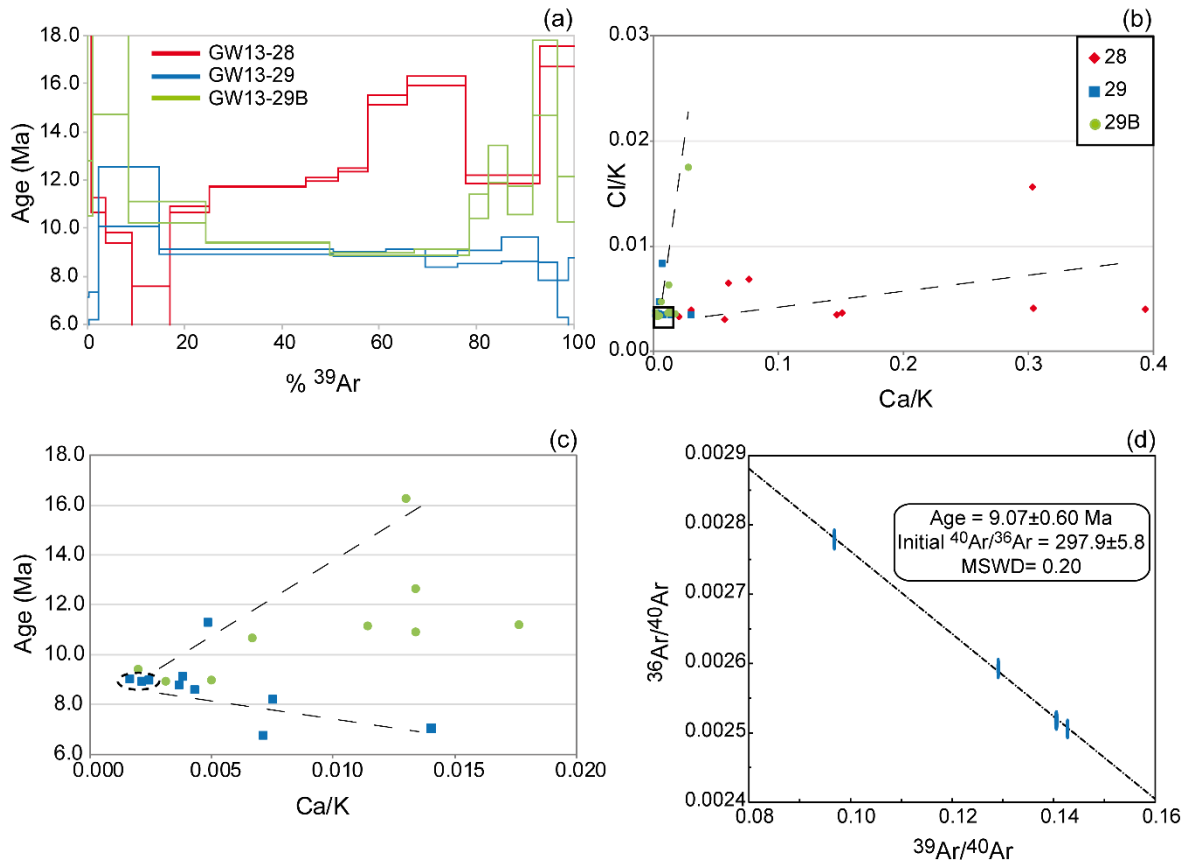 (a)
18.0
16.0
14.0
12.0
10.0
8.0
6.0
Age (Ma)
GW13-28
GW13-29
GW13-29B
0
20
40
60
80
100
% ³⁹Ar
(b)
0.03
0.02
0.01
0.00
Cl/K
28
29
29B
0.0
0.1
0.2
0.3
0.4
Ca/K
(c)
18.0
16.0
14.0
12.0
10.0
8.0
6.0
Age (Ma)
0.000
0.005
0.010
0.015
0.020
Ca/K
(d)
0.0029
0.0028
0.0027
0.0026
0.0025
0.0024
³⁶Ar/⁴⁰Ar
Age = 9.07±0.60 Ma
Initial ⁴⁰Ar/³⁶Ar = 297.9±5.8
MSWD= 0.20
0.08
0.10
0.12
0.14
0.16
³⁹Ar/⁴⁰Ar